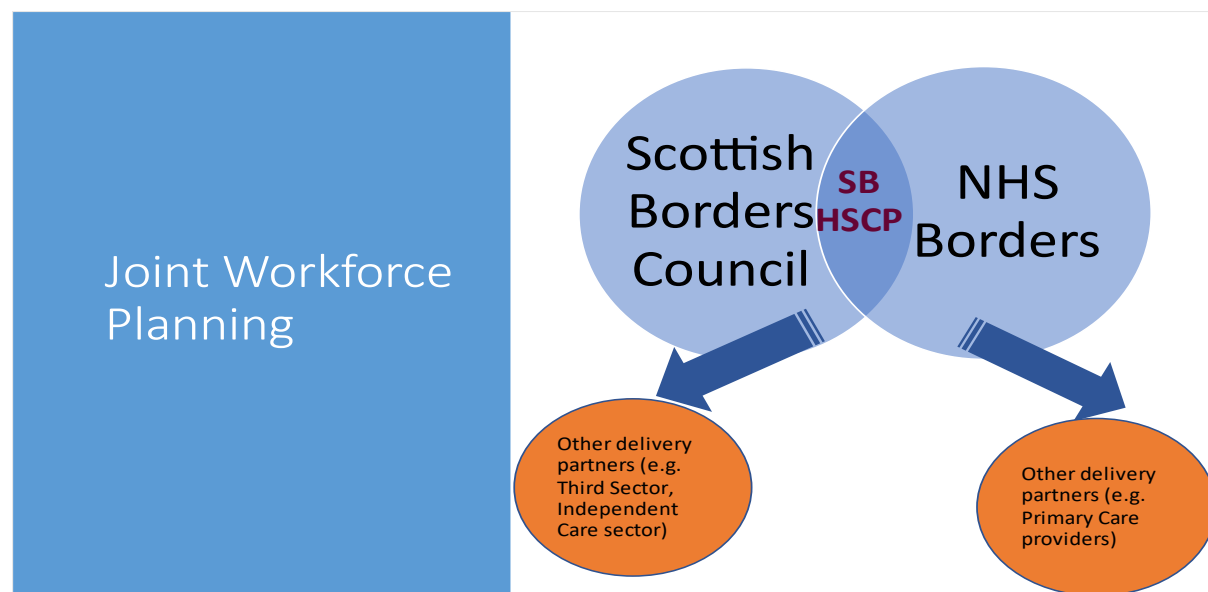 Joint Workforce
Planning
Scottish
Borders
Council
SB
HSCP
NHS
Borders
Other delivery
partners (e.g.
Third Sector,
Independent
Care sector)
Other delivery
partners (e.g.
Primary Care
providers)